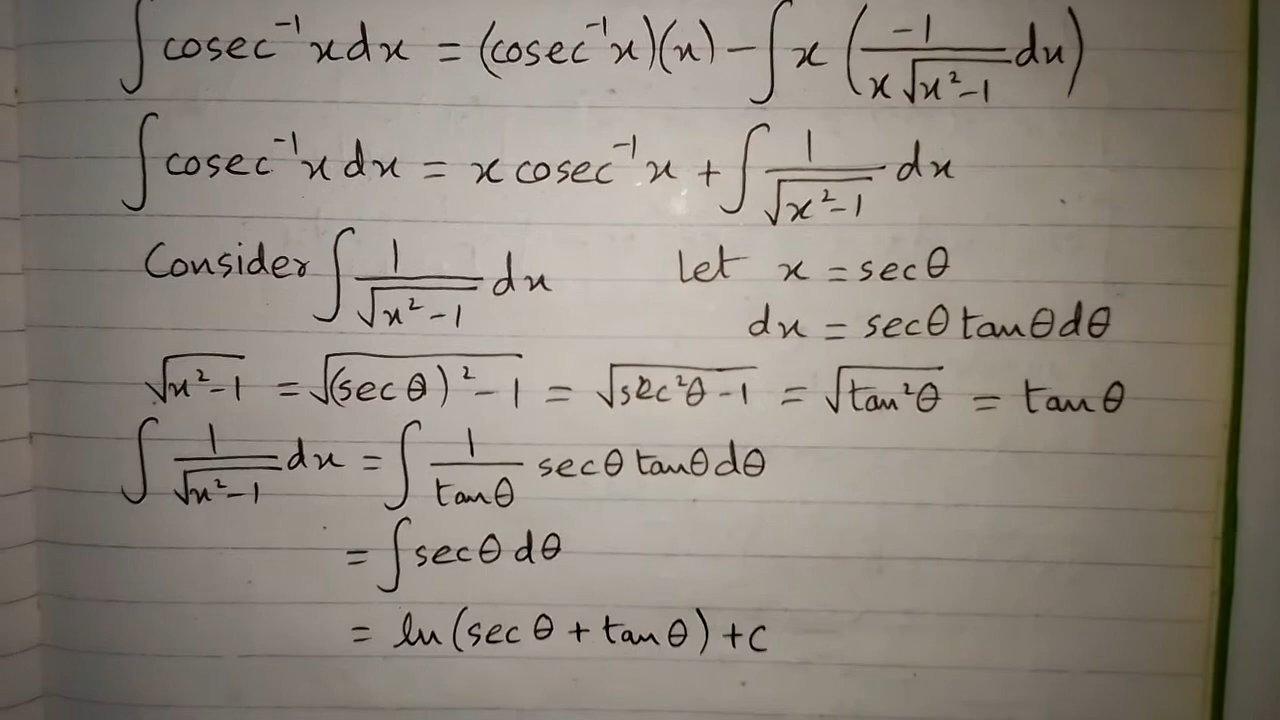 ∫ cosec⁻¹x dx = (cosec⁻¹x)(x) − ∫ x (−1/(x√(x²−1)) dx)
∫ cosec⁻¹x dx = x cosec⁻¹x + ∫ 1/√(x²−1) dx
Consider ∫ 1/√(x²−1) dx Let x = secθ
dx = secθ tanθ dθ
√(x²−1) = √((secθ)²−1) = √(sec²θ−1) = √(tan²θ) = tanθ
∫ 1/√(x²−1) dx = ∫ 1/tanθ secθ tanθ dθ
= ∫ secθ dθ
= ln(secθ + tanθ) + c